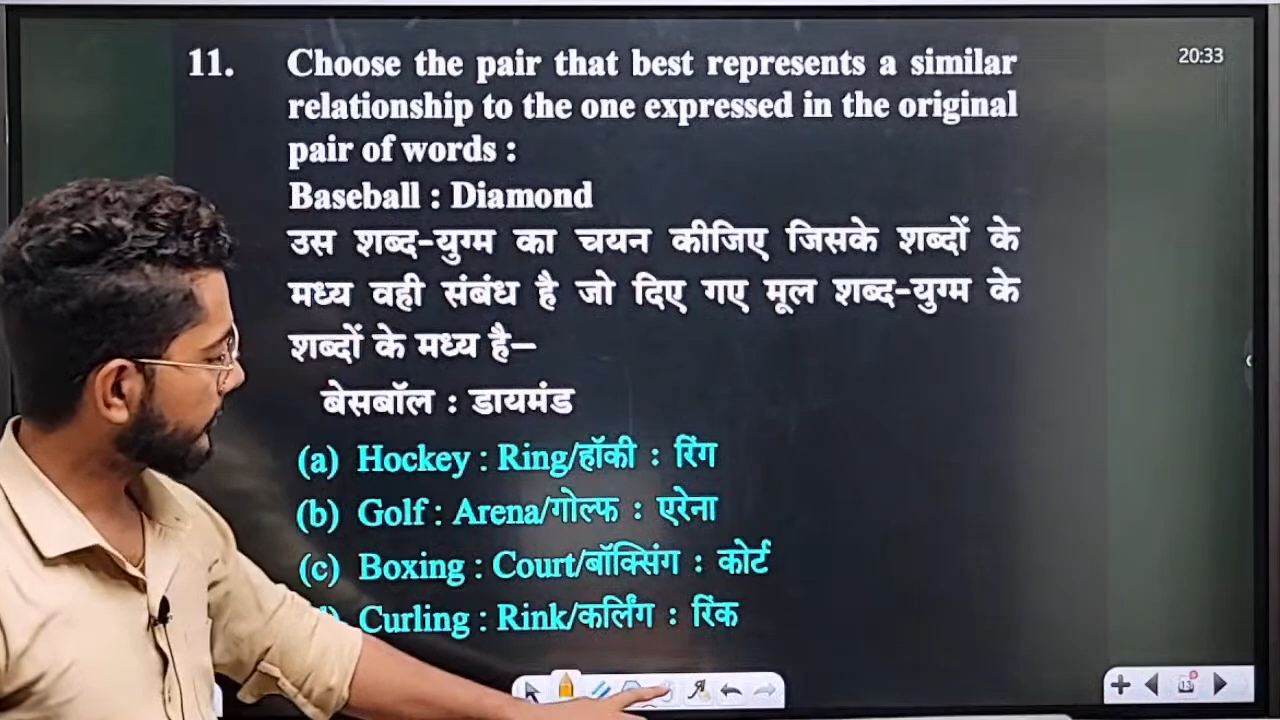 20:33
11. Choose the pair that best represents a similar
relationship to the one expressed in the original
pair of words :
Baseball : Diamond
उस शब्द-युग्म का चयन कीजिए जिसके शब्दों के
मध्य वही संबंध है जो दिए गए मूल शब्द-युग्म के
शब्दों के मध्य है–
बेसबॉल : डायमंड
(a) Hockey : Ring/हॉकी : रिंग
(b) Golf : Arena/गोल्फ : एरेना
(c) Boxing : Court/बॉक्सिंग : कोर्ट
Curling : Rink/कर्लिंग : रिंक